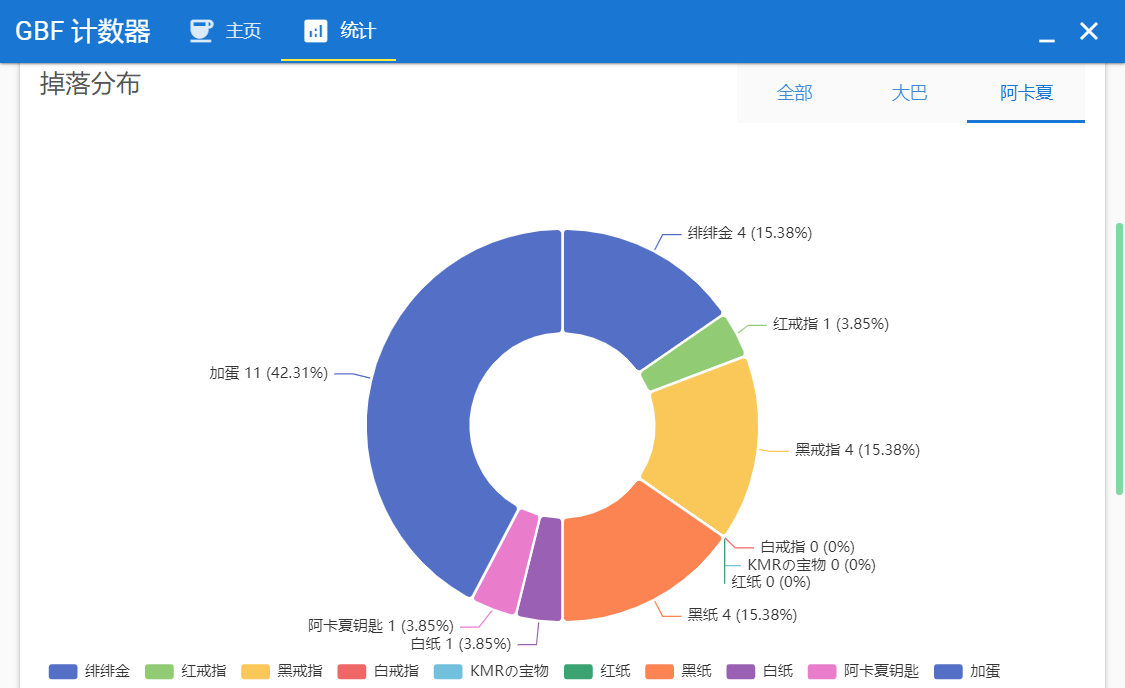 GBF 计数器 主页 统计
掉落分布 全部 大巴 阿卡夏
绯绯金 4 (15.38%)
红戒指 1 (3.85%)
加蛋 11 (42.31%)
黑戒指 4 (15.38%)
白戒指 0 (0%)
KMRの宝物 0 (0%)
红纸 0 (0%)
黑纸 4 (15.38%)
阿卡夏钥匙 1 (3.85%)
白纸 1 (3.85%)
绯绯金 红戒指 黑戒指 白戒指 KMRの宝物 红纸 黑纸 白纸 阿卡夏钥匙 加蛋